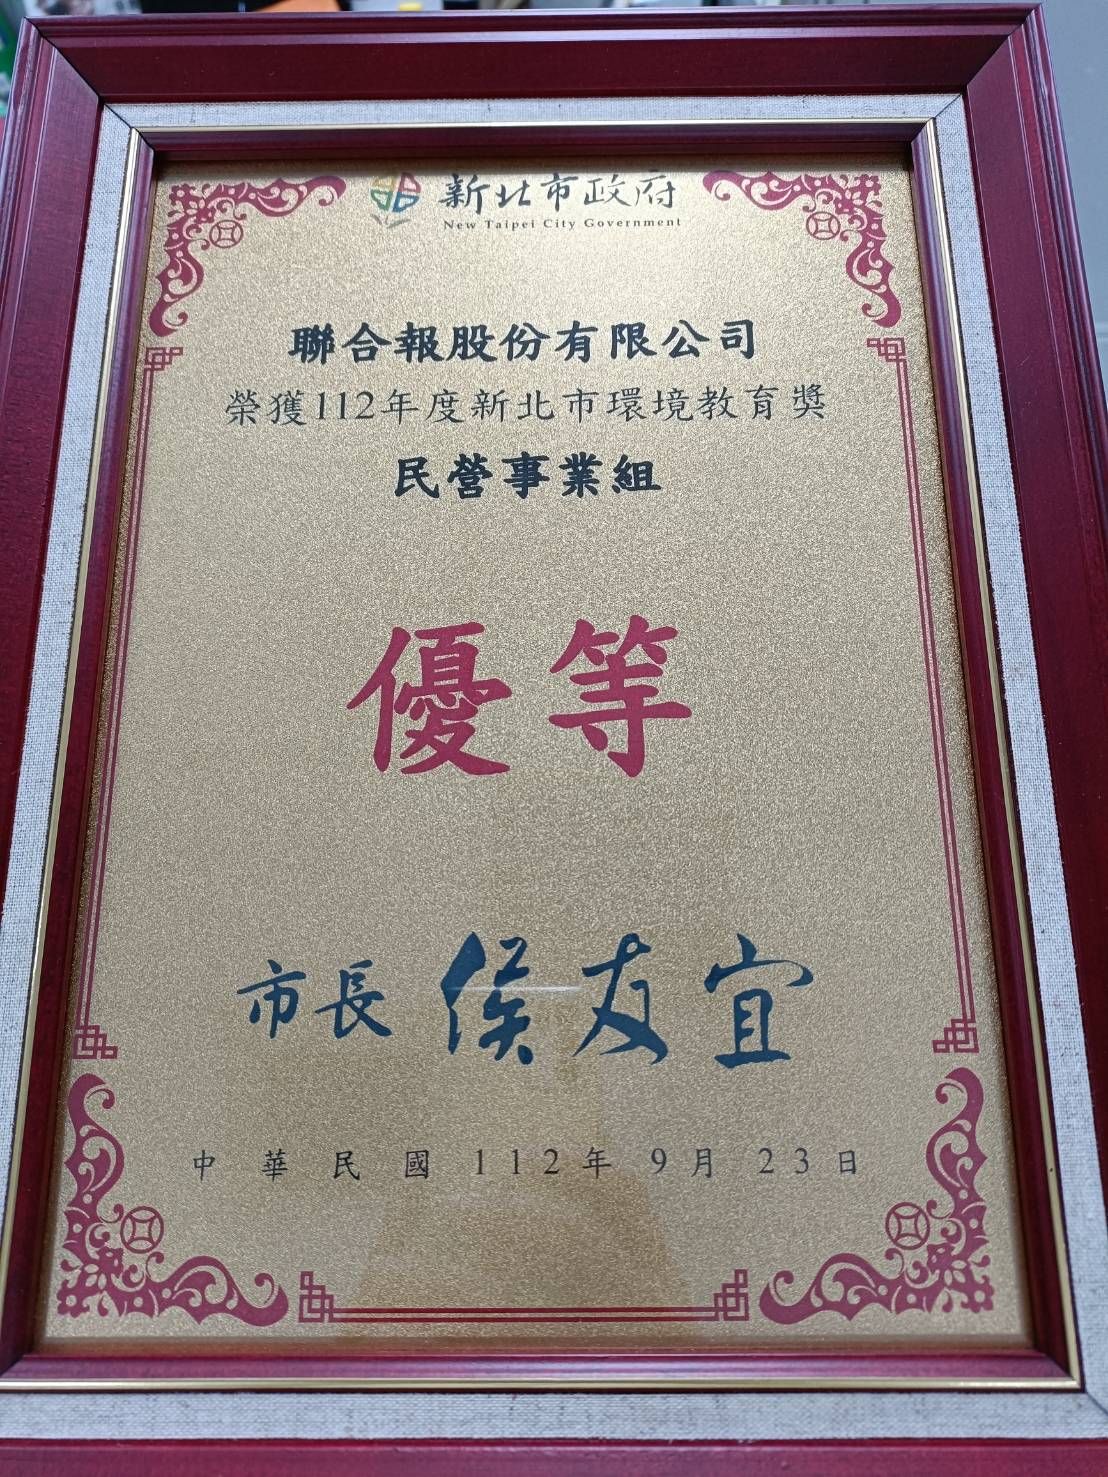 新北市政府
New Taipei City Government
聯合報股份有限公司
榮獲112年度新北市環境教育獎
民營事業組
優等
市長 侯友宜
中華民國 112年 9月 23日